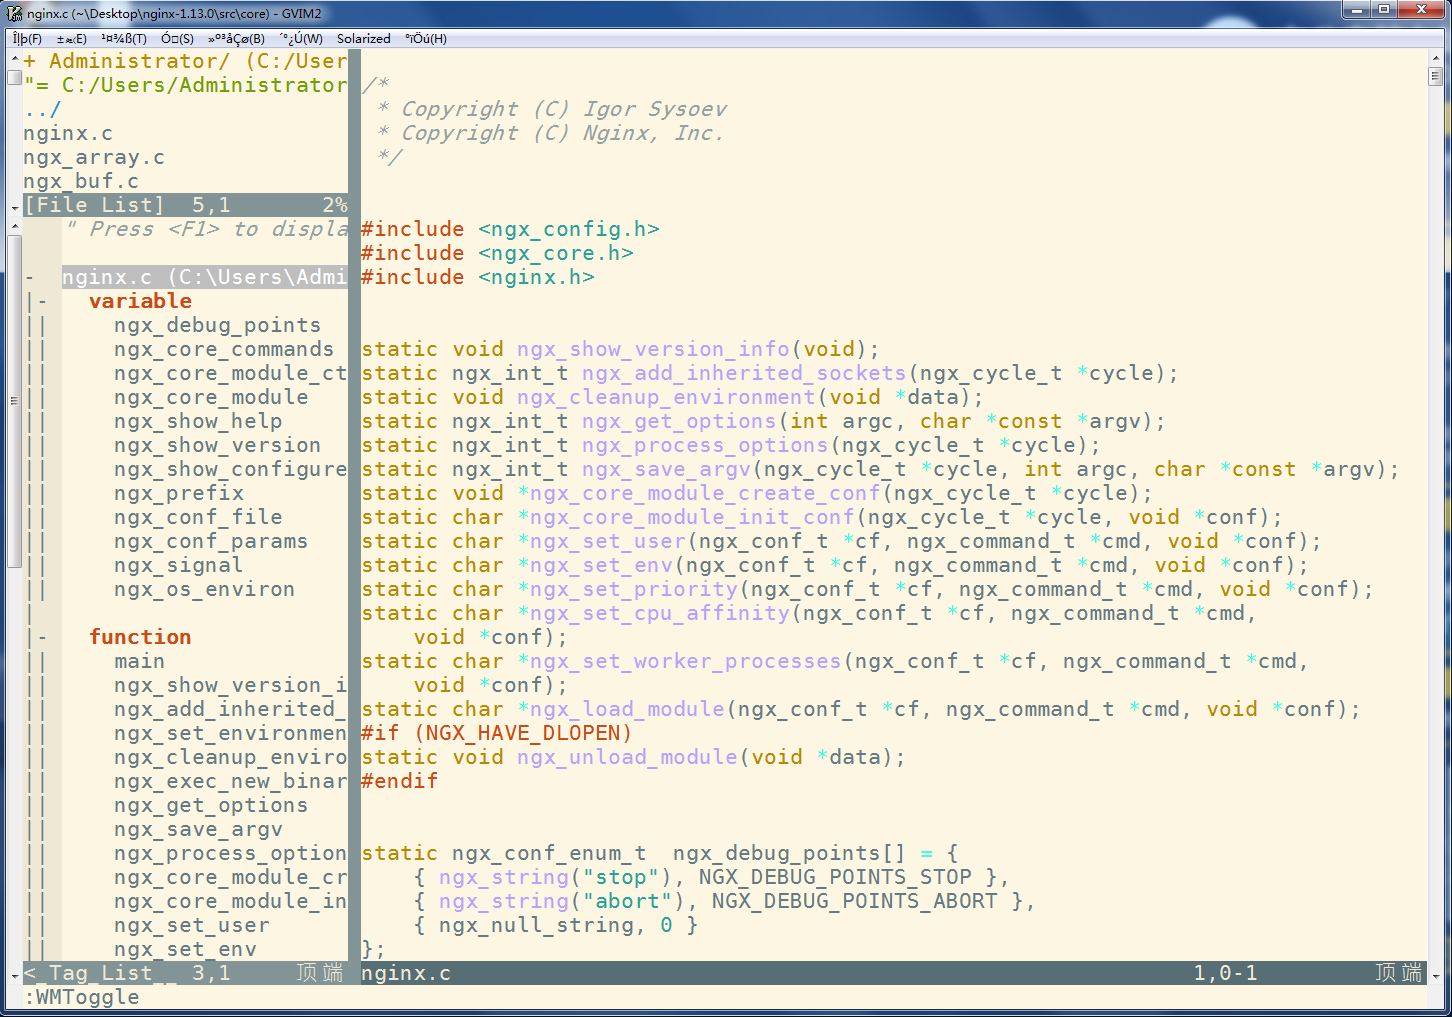 nginx.c (~\Desktop\nginx-1.13.0\src\core) - GVIM2
Î|þ(F) ±à(E) ¹¤¾ß(T) Ó□(S) »º³åÇø(B) ´°¿Ú(W) Solarized °ïÖú(H)
+ Administrator/ (C:/User
"= C:/Users/Administrator
../
nginx.c
ngx_array.c
ngx_buf.c
[File List] 5,1 2%
" Press <F1> to displa
- nginx.c (C:\Users\Admi
|- variable
|| ngx_debug_points
|| ngx_core_commands
|| ngx_core_module_ct
|| ngx_core_module
|| ngx_show_help
|| ngx_show_version
|| ngx_show_configure
|| ngx_prefix
|| ngx_conf_file
|| ngx_conf_params
|| ngx_signal
|| ngx_os_environ
|
|- function
|| main
|| ngx_show_version_i
|| ngx_add_inherited_
|| ngx_set_environmen
|| ngx_cleanup_enviro
|| ngx_exec_new_binar
|| ngx_get_options
|| ngx_save_argv
|| ngx_process_option
|| ngx_core_module_cr
|| ngx_core_module_in
|| ngx_set_user
|| ngx_set_env
<_Tag_List__ 3,1 顶端
/*
 * Copyright (C) Igor Sysoev
 * Copyright (C) Nginx, Inc.
 */
#include <ngx_config.h>
#include <ngx_core.h>
#include <nginx.h>
static void ngx_show_version_info(void);
static ngx_int_t ngx_add_inherited_sockets(ngx_cycle_t *cycle);
static void ngx_cleanup_environment(void *data);
static ngx_int_t ngx_get_options(int argc, char *const *argv);
static ngx_int_t ngx_process_options(ngx_cycle_t *cycle);
static ngx_int_t ngx_save_argv(ngx_cycle_t *cycle, int argc, char *const *argv);
static void *ngx_core_module_create_conf(ngx_cycle_t *cycle);
static char *ngx_core_module_init_conf(ngx_cycle_t *cycle, void *conf);
static char *ngx_set_user(ngx_conf_t *cf, ngx_command_t *cmd, void *conf);
static char *ngx_set_env(ngx_conf_t *cf, ngx_command_t *cmd, void *conf);
static char *ngx_set_priority(ngx_conf_t *cf, ngx_command_t *cmd, void *conf);
static char *ngx_set_cpu_affinity(ngx_conf_t *cf, ngx_command_t *cmd,
    void *conf);
static char *ngx_set_worker_processes(ngx_conf_t *cf, ngx_command_t *cmd,
    void *conf);
static char *ngx_load_module(ngx_conf_t *cf, ngx_command_t *cmd, void *conf);
#if (NGX_HAVE_DLOPEN)
static void ngx_unload_module(void *data);
#endif
static ngx_conf_enum_t  ngx_debug_points[] = {
    { ngx_string("stop"), NGX_DEBUG_POINTS_STOP },
    { ngx_string("abort"), NGX_DEBUG_POINTS_ABORT },
    { ngx_null_string, 0 }
};
nginx.c 1,0-1 顶端
:WMToggle